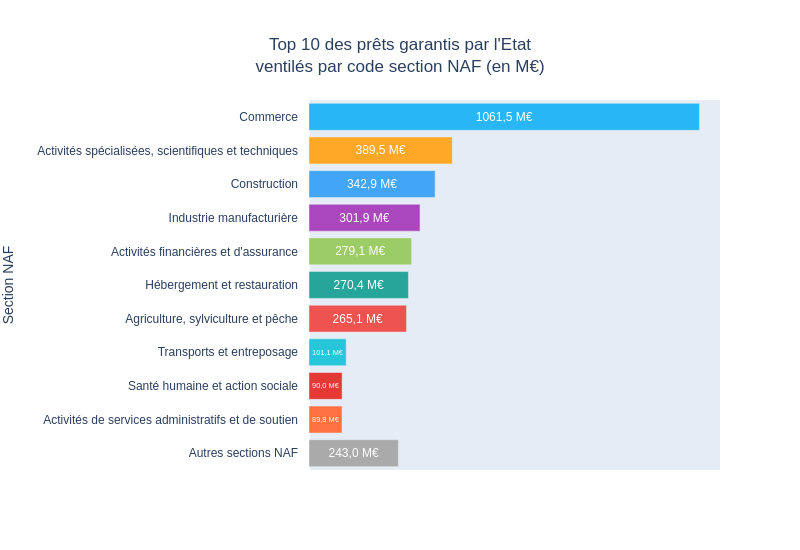 Top 10 des prêts garantis par l'Etat
ventilés par code section NAF (en M€)
Section NAF
Commerce 1061,5 M€
Activités spécialisées, scientifiques et techniques 389,5 M€
Construction 342,9 M€
Industrie manufacturière 301,9 M€
Activités financières et d'assurance 279,1 M€
Hébergement et restauration 270,4 M€
Agriculture, sylviculture et pêche 265,1 M€
Transports et entreposage 101,1 M€
Santé humaine et action sociale 90,0 M€
Activités de services administratifs et de soutien 89,8 M€
Autres sections NAF 243,0 M€